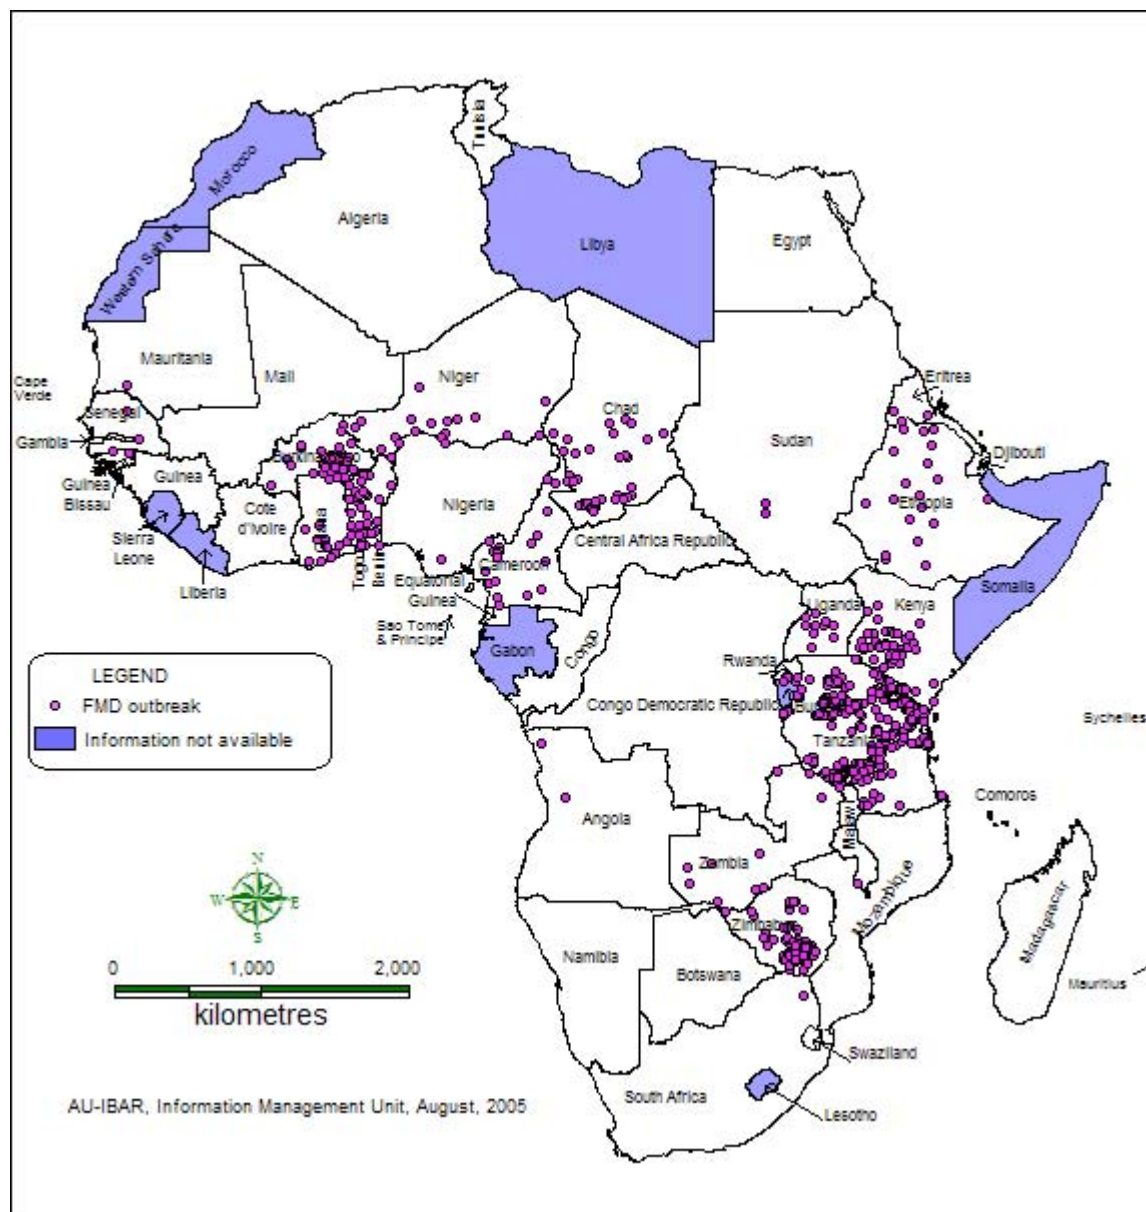 Tunisia
Morocco
Algeria
Libya
Egypt
Western Sahara
Mauritania
Mali
Niger
Chad
Sudan
Eritrea
Cape
Verde
Senegal
Gambia
Djibouti
Burkina Faso
Guinea
Guinea
Bissau
Cote
d'Ivoire
Ghana
Nigeria
Ethiopia
Sierra
Leone
Central Africa Republic
Togo
Benin
Cameroon
Liberia
Equatorial
Guinea
Somalia
Uganda
Kenya
Sao Tome
& Principe
Gabon
Congo
Rwanda
LEGEND
FMD outbreak
Information not available
Congo Democratic Republic
Tanzania
Sychelles
Comoros
Angola
Malawi
Zambia
Mozambique
Zimbabwe
Madagascar
N
W
E
S
Namibia
Botswana
Mauritius
0
1,000
2,000
kilometres
Swaziland
South Africa
Lesotho
AU-IBAR, Information Management Unit, August, 2005